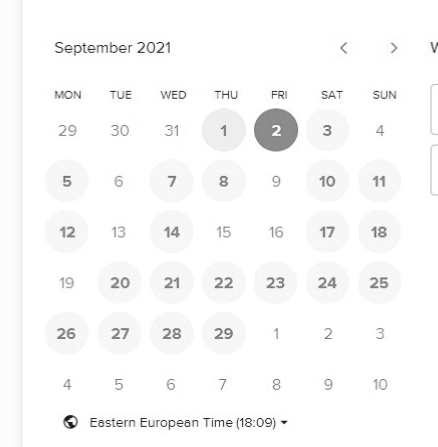 September 2021 < >
MON TUE WED THU FRI SAT SUN
29 30 31 1 2 3 4
5 6 7 8 9 10 11
12 13 14 15 16 17 18
19 20 21 22 23 24 25
26 27 28 29 1 2 3
4 5 6 7 8 9 10
Eastern European Time (18:09)